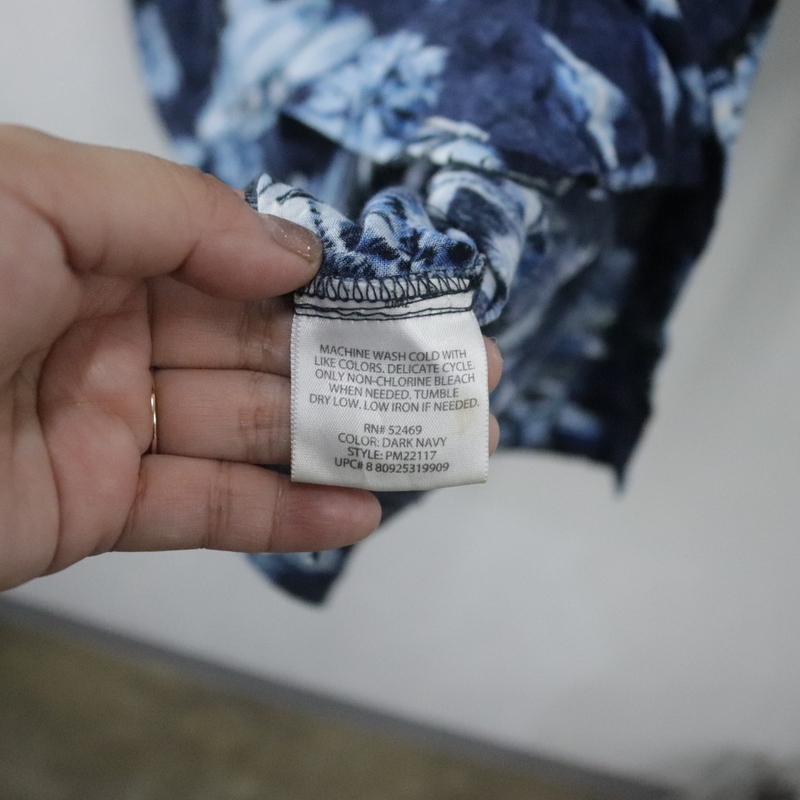 MACHINE WASH COLD WITH
LIKE COLORS. DELICATE CYCLE.
ONLY NON-CHLORINE BLEACH
WHEN NEEDED. TUMBLE
DRY LOW. LOW IRON IF NEEDED.
RN# 52469
COLOR: DARK NAVY
STYLE: PM22117
UPC# 8 80925319909